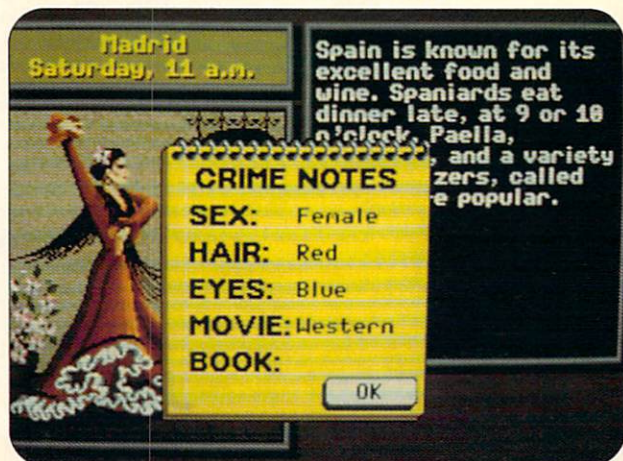 Madrid
Saturday, 11 a.m.
Spain is known for its
excellent food and
wine. Spaniards eat
dinner late, at 9 or 10
o'clock. Paella,
, and a variety
zers, called
e popular.
CRIME NOTES
SEX: Female
HAIR: Red
EYES: Blue
MOVIE: Western
BOOK:
OK